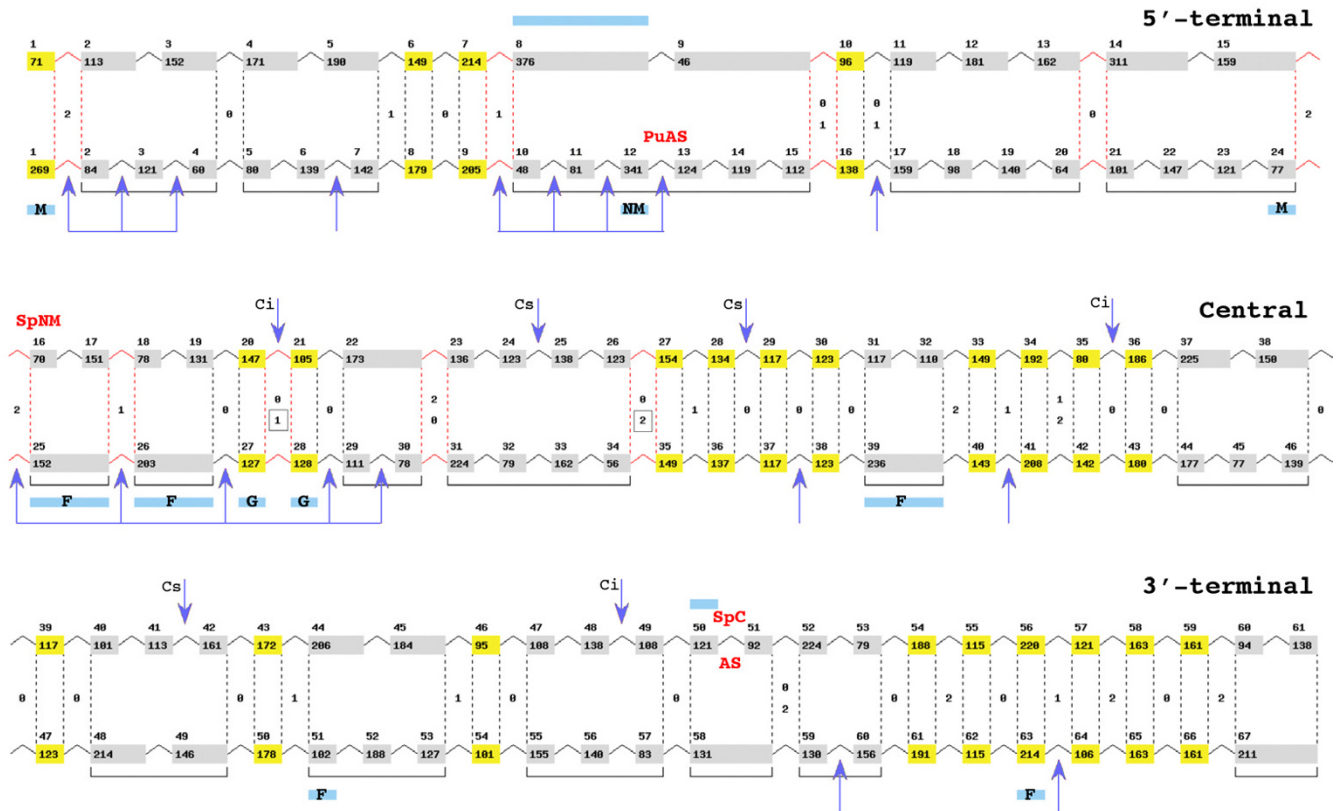 5′-terminal
1 2 3 4 5 6 7 8 9 10 11 12 13 14 15
71 113 152 171 190 149 214 376 46 96 119 181 162 311 159
0 0
2 0 1 0 1 1 1 0 2
PuAS
1 2 3 4 5 6 7 8 9 10 11 12 13 14 15 16 17 18 19 20 21 22 23 24
269 84 121 60 80 139 142 179 205 48 81 341 124 119 112 138 159 98 140 64 101 147 121 77
M NM M
Ci Cs Cs Ci Central
SpNM
16 17 18 19 20 21 22 23 24 25 26 27 28 29 30 31 32 33 34 35 36 37 38
70 151 78 131 147 105 173 136 123 138 123 154 134 117 123 117 110 149 192 80 186 225 150
0 2 0 1
2 1 0 1 0 0 2 1 0 0 0 2 1 2 0 0 0
25 26 27 28 29 30 31 32 33 34 35 36 37 38 39 40 41 42 43 44 45 46
152 203 127 128 111 78 224 79 162 56 149 137 117 123 236 143 208 142 180 177 77 139
F F G G F
Cs Ci 3′-terminal
SpC
39 40 41 42 43 44 45 46 47 48 49 50 51 52 53 54 55 56 57 58 59 60 61
117 101 113 161 172 206 184 95 108 138 108 121 92 224 79 188 115 220 121 163 161 94 138
AS
0 0 0 1 1 0 0 0 2 0 2 0 1 2 0 2
47 48 49 50 51 52 53 54 55 56 57 58 59 60 61 62 63 64 65 66 67
123 214 146 178 102 188 127 101 155 140 83 131 130 156 191 115 214 106 163 161 211
F F